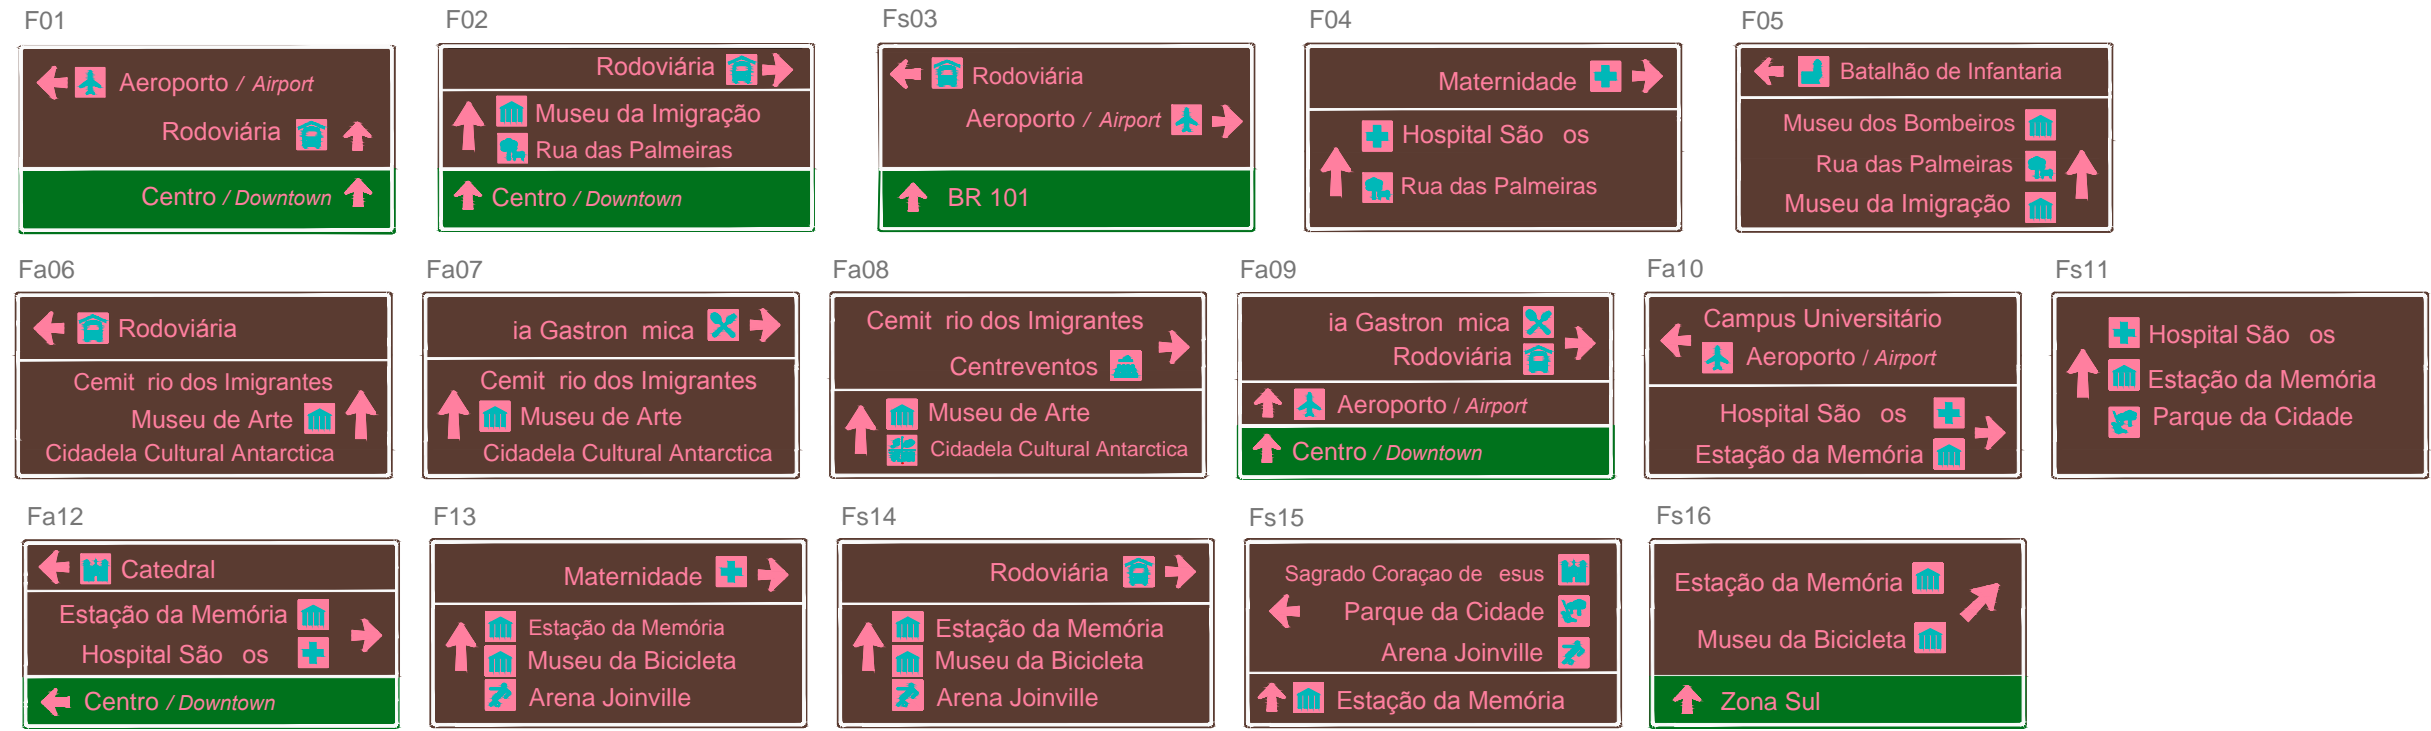 F01
Aeroporto / Airport
Rodoviária
Centro / Downtown
F02
Rodoviária
Museu da Imigração
Rua das Palmeiras
Centro / Downtown
Fs03
Rodoviária
Aeroporto / Airport
BR 101
F04
Maternidade
Hospital São os
Rua das Palmeiras
F05
Batalhão de Infantaria
Museu dos Bombeiros
Rua das Palmeiras
Museu da Imigração
Fa06
Rodoviária
Cemit rio dos Imigrantes
Museu de Arte
Cidadela Cultural Antarctica
Fa07
ia Gastron mica
Cemit rio dos Imigrantes
Museu de Arte
Cidadela Cultural Antarctica
Fa08
Cemit rio dos Imigrantes
Centreventos
Museu de Arte
Cidadela Cultural Antarctica
Fa09
ia Gastron mica
Rodoviária
Aeroporto / Airport
Centro / Downtown
Fa10
Campus Universitário
Aeroporto / Airport
Hospital São os
Estação da Memória
Fs11
Hospital São os
Estação da Memória
Parque da Cidade
Fa12
Catedral
Estação da Memória
Hospital São os
Centro / Downtown
F13
Maternidade
Estação da Memória
Museu da Bicicleta
Arena Joinville
Fs14
Rodoviária
Estação da Memória
Museu da Bicicleta
Arena Joinville
Fs15
Sagrado Coraçao de esus
Parque da Cidade
Arena Joinville
Estação da Memória
Fs16
Estação da Memória
Museu da Bicicleta
Zona Sul